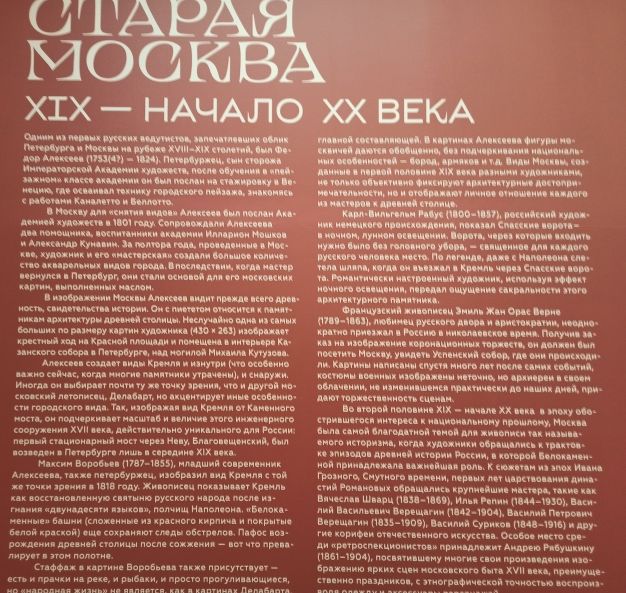 СТАРАЯ
МОСКВА
XIX — НАЧАЛО XX ВЕКА
Одним из первых русских ведутистов, запечатлевших облик
Петербурга и Москвы на рубеже XVIII–XIX столетий, был Фе-
дор Алексеев (1753(4?) – 1824). Петербуржец, сын сторожа
Императорской Академии художеств, после обучения в «пей-
зажном» классе академии он был послан на стажировку в Ве-
нецию, где осваивал технику городского пейзажа, знакомясь
с работами Каналетто и Беллотто.
В Москву для «снятия видов» Алексеев был послан Ака-
демией художеств в 1801 году. Сопровождали Алексеева
два помощника, воспитанники академии Илларион Мошков
и Александр Кунавин. За полтора года, проведенные в Мос-
кве, художник и его «мастерская» создали большое количе-
ство акварельных видов города. Впоследствии, когда мастер
вернулся в Петербург, они стали основой для его московских
картин, выполненных маслом.
В изображении Москвы Алексеев видит прежде всего древ-
ность, свидетельства истории. Он с пиететом относится к памят-
никам архитектуры древней столицы. Неслучайно одна из самых
больших по размеру картин художника (430 × 263) изображает
крестный ход на Красной площади и помещена в интерьере Ка-
занского собора в Петербурге, над могилой Михаила Кутузова.
Алексеев создает виды Кремля и изнутри (что особенно
важно сейчас, когда многие памятники утрачены), и снаружи.
Иногда он выбирает почти ту же точку зрения, что и другой мо-
сковский летописец, Делабарт, но акцентирует иные особенно-
сти городского вида. Так, изображая вид Кремля от Каменного
моста, он подчеркивает масштаб и величие этого инженерного
сооружения XVII века, действительно уникального для России:
первый стационарный мост через Неву, Благовещенский, был
возведен в Петербурге лишь в середине XIX века.
Максим Воробьев (1787–1855), младший современник
Алексеева, также петербуржец, изобразил вид Кремля с той
же точки зрения в 1818 году. Живописец показывает Кремль
как восстановленную святыню русского народа после из-
гнания «двунадесяти языков», полчищ Наполеона. «Белока-
менные» башни (сложенные из красного кирпича и покрытые
белой краской) еще сохраняют следы обстрелов. Пафос воз-
рождения древней столицы после сожжения — вот что прева-
лирует в этом полотне.
Стаффаж в картине Воробьева также присутствует —
есть и прачки на реке, и рыбаки, и просто прогуливающиеся,
но «народная жизнь» не является, как в картинах Делабарта,
главной составляющей. В картинах Алексеева фигуры мо-
сквичей даются обобщенно, без подчеркивания националь-
ных особенностей – бород, армяков и т.д. Виды Москвы, соз-
данные в первой половине XIX века разными художниками,
не только объективно фиксируют архитектурные достопри-
мечательности, но и отображают личное отношение каждого
из мастеров к древней столице.
Карл-Вильгельм Рабус (1800–1857), российский худож-
ник немецкого происхождения, показал Спасские ворота
в ночном, лунном освещении. Ворота, через которые входить
нужно было без головного убора, — священное для каждого
русского человека место. По легенде, даже с Наполеона сле-
тела шляпа, когда он въезжал в Кремль через Спасские воро-
та. Романтически настроенный художник, используя эффект
ночного освещения, передал ощущение сакральности этого
архитектурного памятника.
Французский живописец Эмиль Жан Орас Верне
(1789–1863), любимец русского двора и аристократии, неодно-
кратно приезжал в Россию в николаевское время. Получив за-
каз на изображение коронационных торжеств, он должен был
посетить Москву, увидеть Успенский собор, где они происходи-
ли. Картины написаны спустя много лет после самих событий,
костюмы военных изображены неточно, но архиереи в своем
облачении, не изменившемся практически до наших дней, при-
дают торжественность сценам.
Во второй половине XIX — начале XX века в эпоху обо-
стрившегося интереса к национальному прошлому, Москва
была самой благодатной темой для живописи так называ-
емого историзма, когда художники обращались к трактов-
ке эпизодов древней истории России, в которой Белокамен-
ной принадлежала важнейшая роль. К сюжетам из эпох Ивана
Грозного, Смутного времени, первых лет царствования дина-
стии Романовых обращались крупнейшие мастера, такие как
Вячеслав Шварц (1838–1869), Илья Репин (1844–1930), Васи-
лий Васильевич Верещагин (1842–1904), Василий Петрович
Верещагин (1835–1909), Василий Суриков (1848–1916) и дру-
гие корифеи отечественного искусства. Особое место сре-
ди «ретроспекционистов» принадлежит Андрею Рябушкину
(1861–1904), посвятившему многие свои произведения изо-
бражению ярких сцен московского быта XVII века, преимуще-
ственно праздников, с этнографической точностью воспроиз-